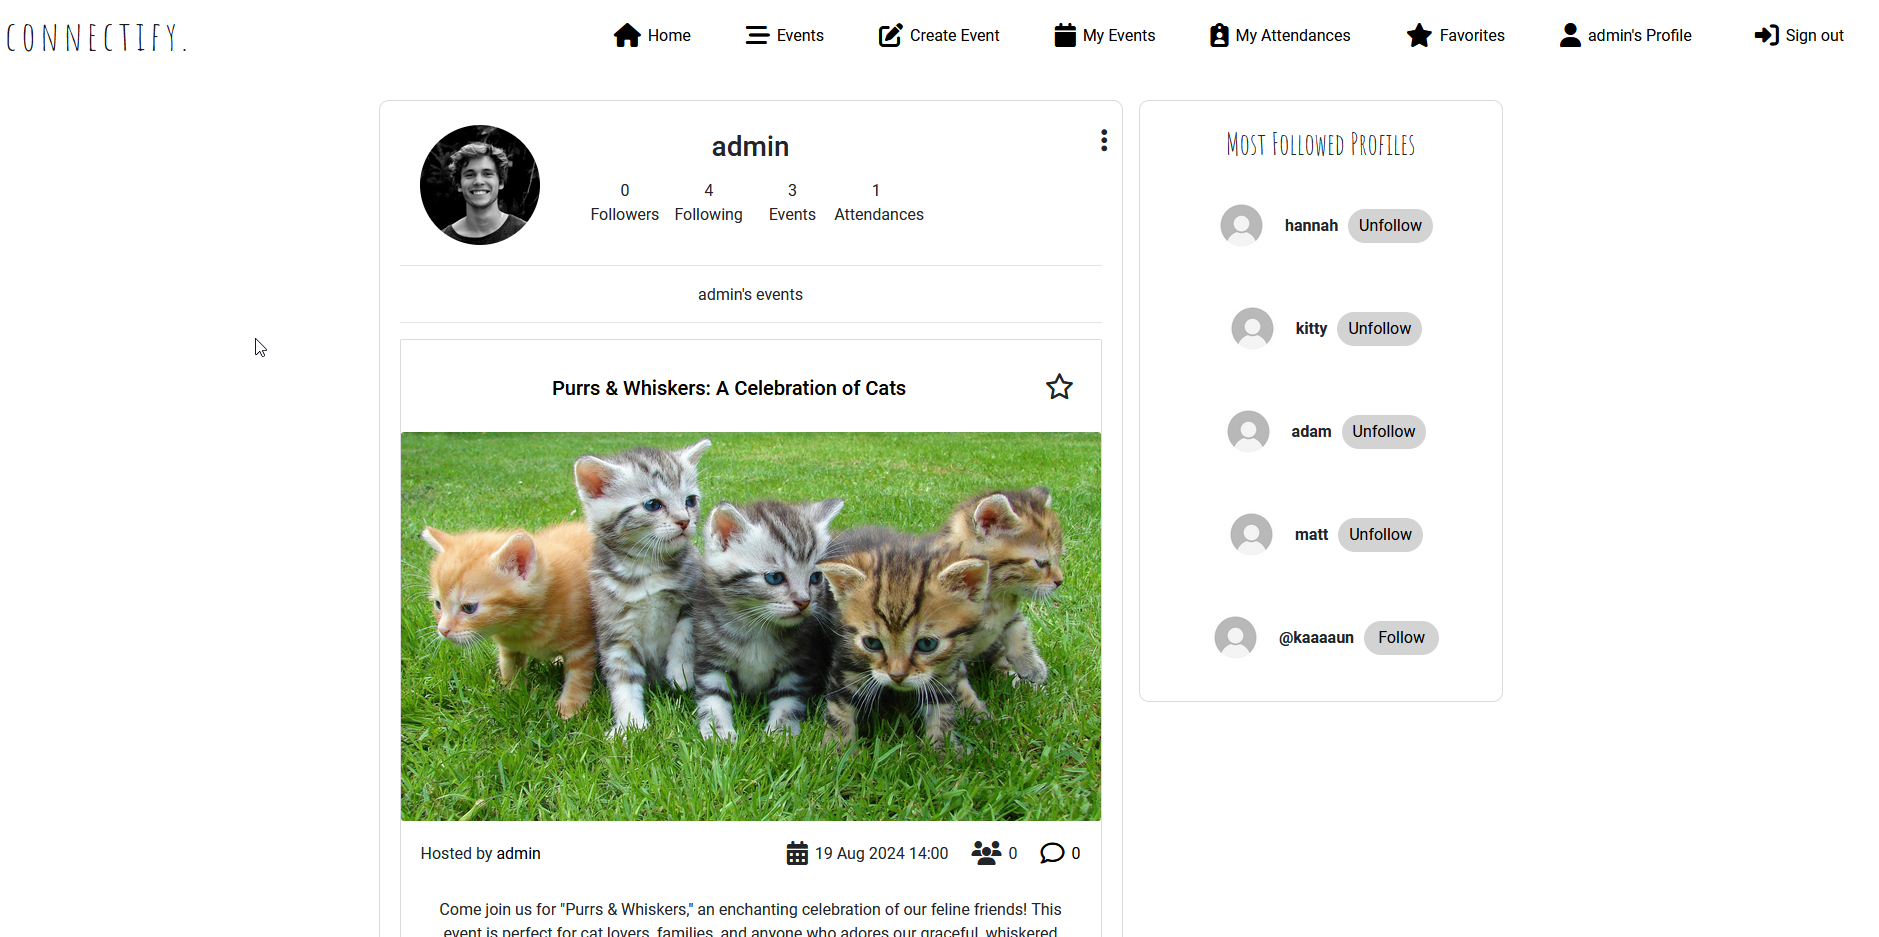 CONNECTIFY.
Home
Events
Create Event
My Events
My Attendances
Favorites
admin's Profile
Sign out
admin
0 4 3 1
Followers Following Events Attendances
admin's events
Purrs & Whiskers: A Celebration of Cats
Hosted by admin
19 Aug 2024 14:00
0
0
Come join us for "Purrs & Whiskers," an enchanting celebration of our feline friends! This
event is perfect for cat lovers, families, and anyone who adores our graceful, whiskered
Most Followed Profiles
hannah Unfollow
kitty Unfollow
adam Unfollow
matt Unfollow
@kaaaaun Follow